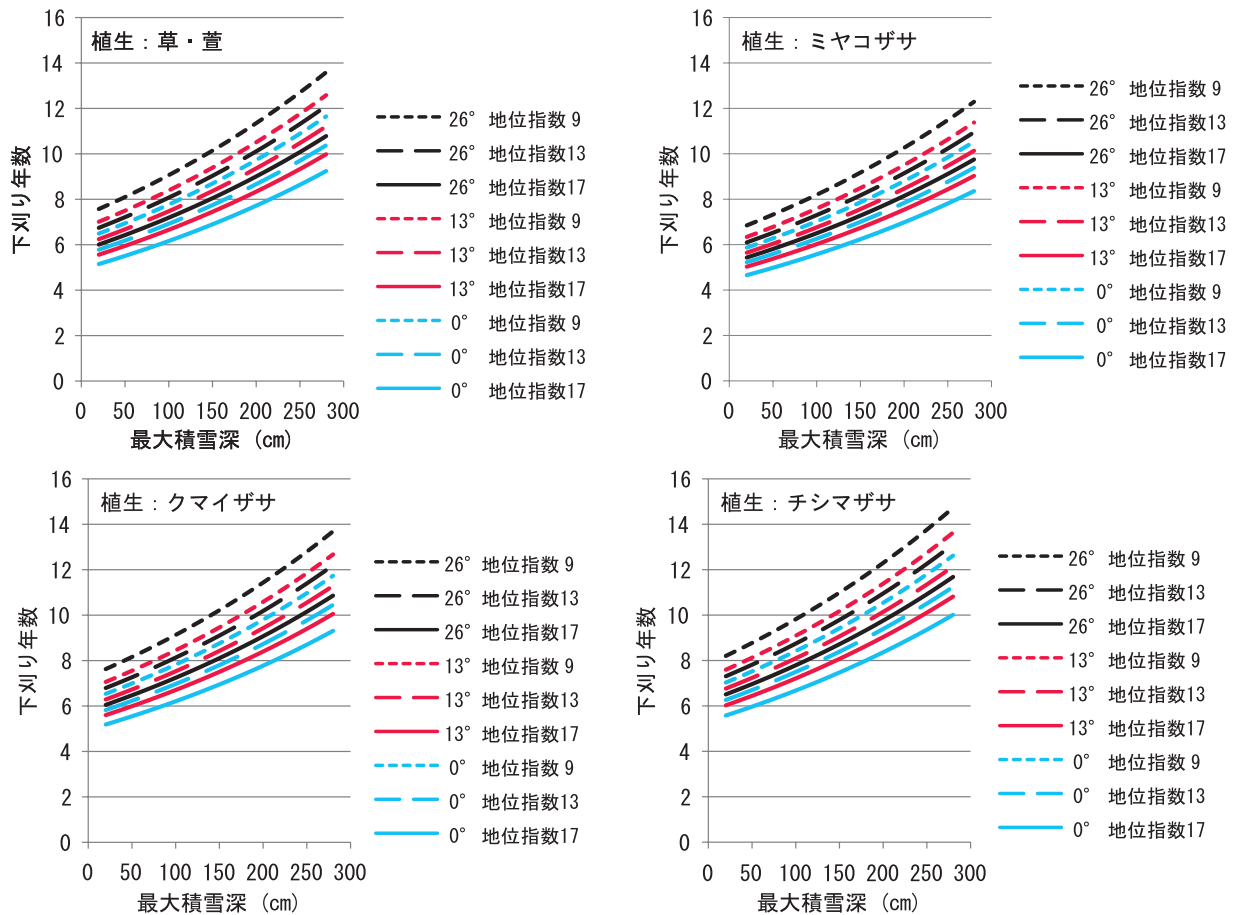 植生：草・萱
下刈り年数
16
14
12
10
8
6
4
2
0
0 50 100 150 200 250 300
最大積雪深 (cm)
26° 地位指数 9
26° 地位指数13
26° 地位指数17
13° 地位指数 9
13° 地位指数13
13° 地位指数17
0° 地位指数 9
0° 地位指数13
0° 地位指数17
植生：ミヤコザサ
下刈り年数
16
14
12
10
8
6
4
2
0
0 50 100 150 200 250 300
最大積雪深 (cm)
26° 地位指数 9
26° 地位指数13
26° 地位指数17
13° 地位指数 9
13° 地位指数13
13° 地位指数17
0° 地位指数 9
0° 地位指数13
0° 地位指数17
植生：クマイザサ
下刈り年数
16
14
12
10
8
6
4
2
0
0 50 100 150 200 250 300
最大積雪深 (cm)
26° 地位指数 9
26° 地位指数13
26° 地位指数17
13° 地位指数 9
13° 地位指数13
13° 地位指数17
0° 地位指数 9
0° 地位指数13
0° 地位指数17
植生：チシマザサ
下刈り年数
16
14
12
10
8
6
4
2
0
0 50 100 150 200 250 300
最大積雪深 (cm)
26° 地位指数 9
26° 地位指数13
26° 地位指数17
13° 地位指数 9
13° 地位指数13
13° 地位指数17
0° 地位指数 9
0° 地位指数13
0° 地位指数17